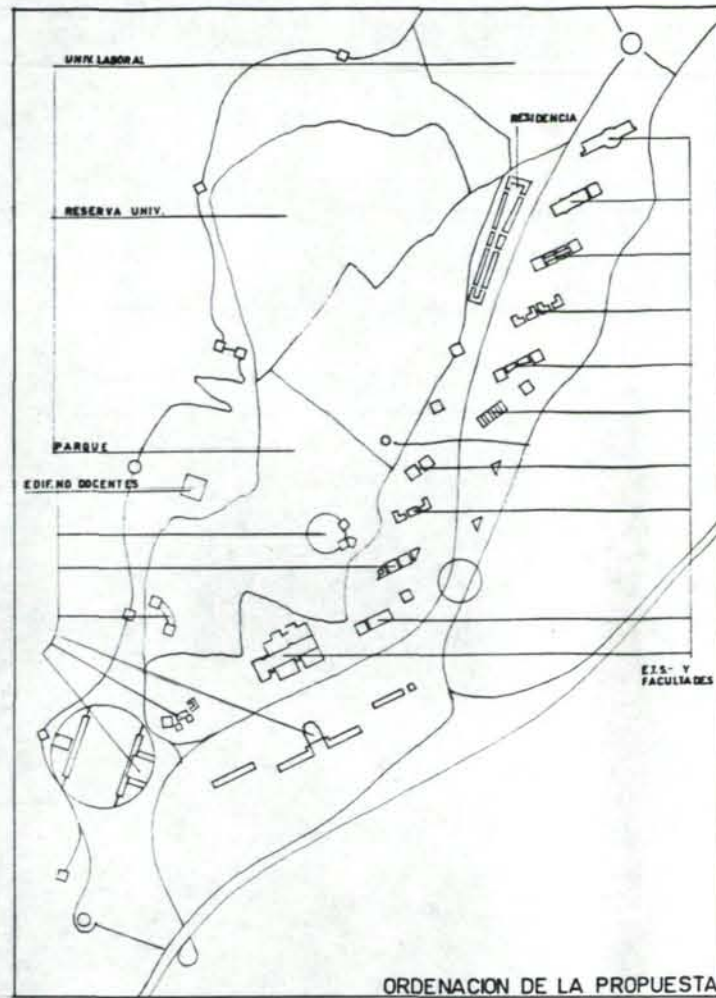 UNIV. LABORAL
RESIDENCIA
RESERVA UNIV.
PARQUE
EDIF. NO DOCENTES
E.T.S.- Y
FACULTADES
ORDENACION DE LA PROPUESTA